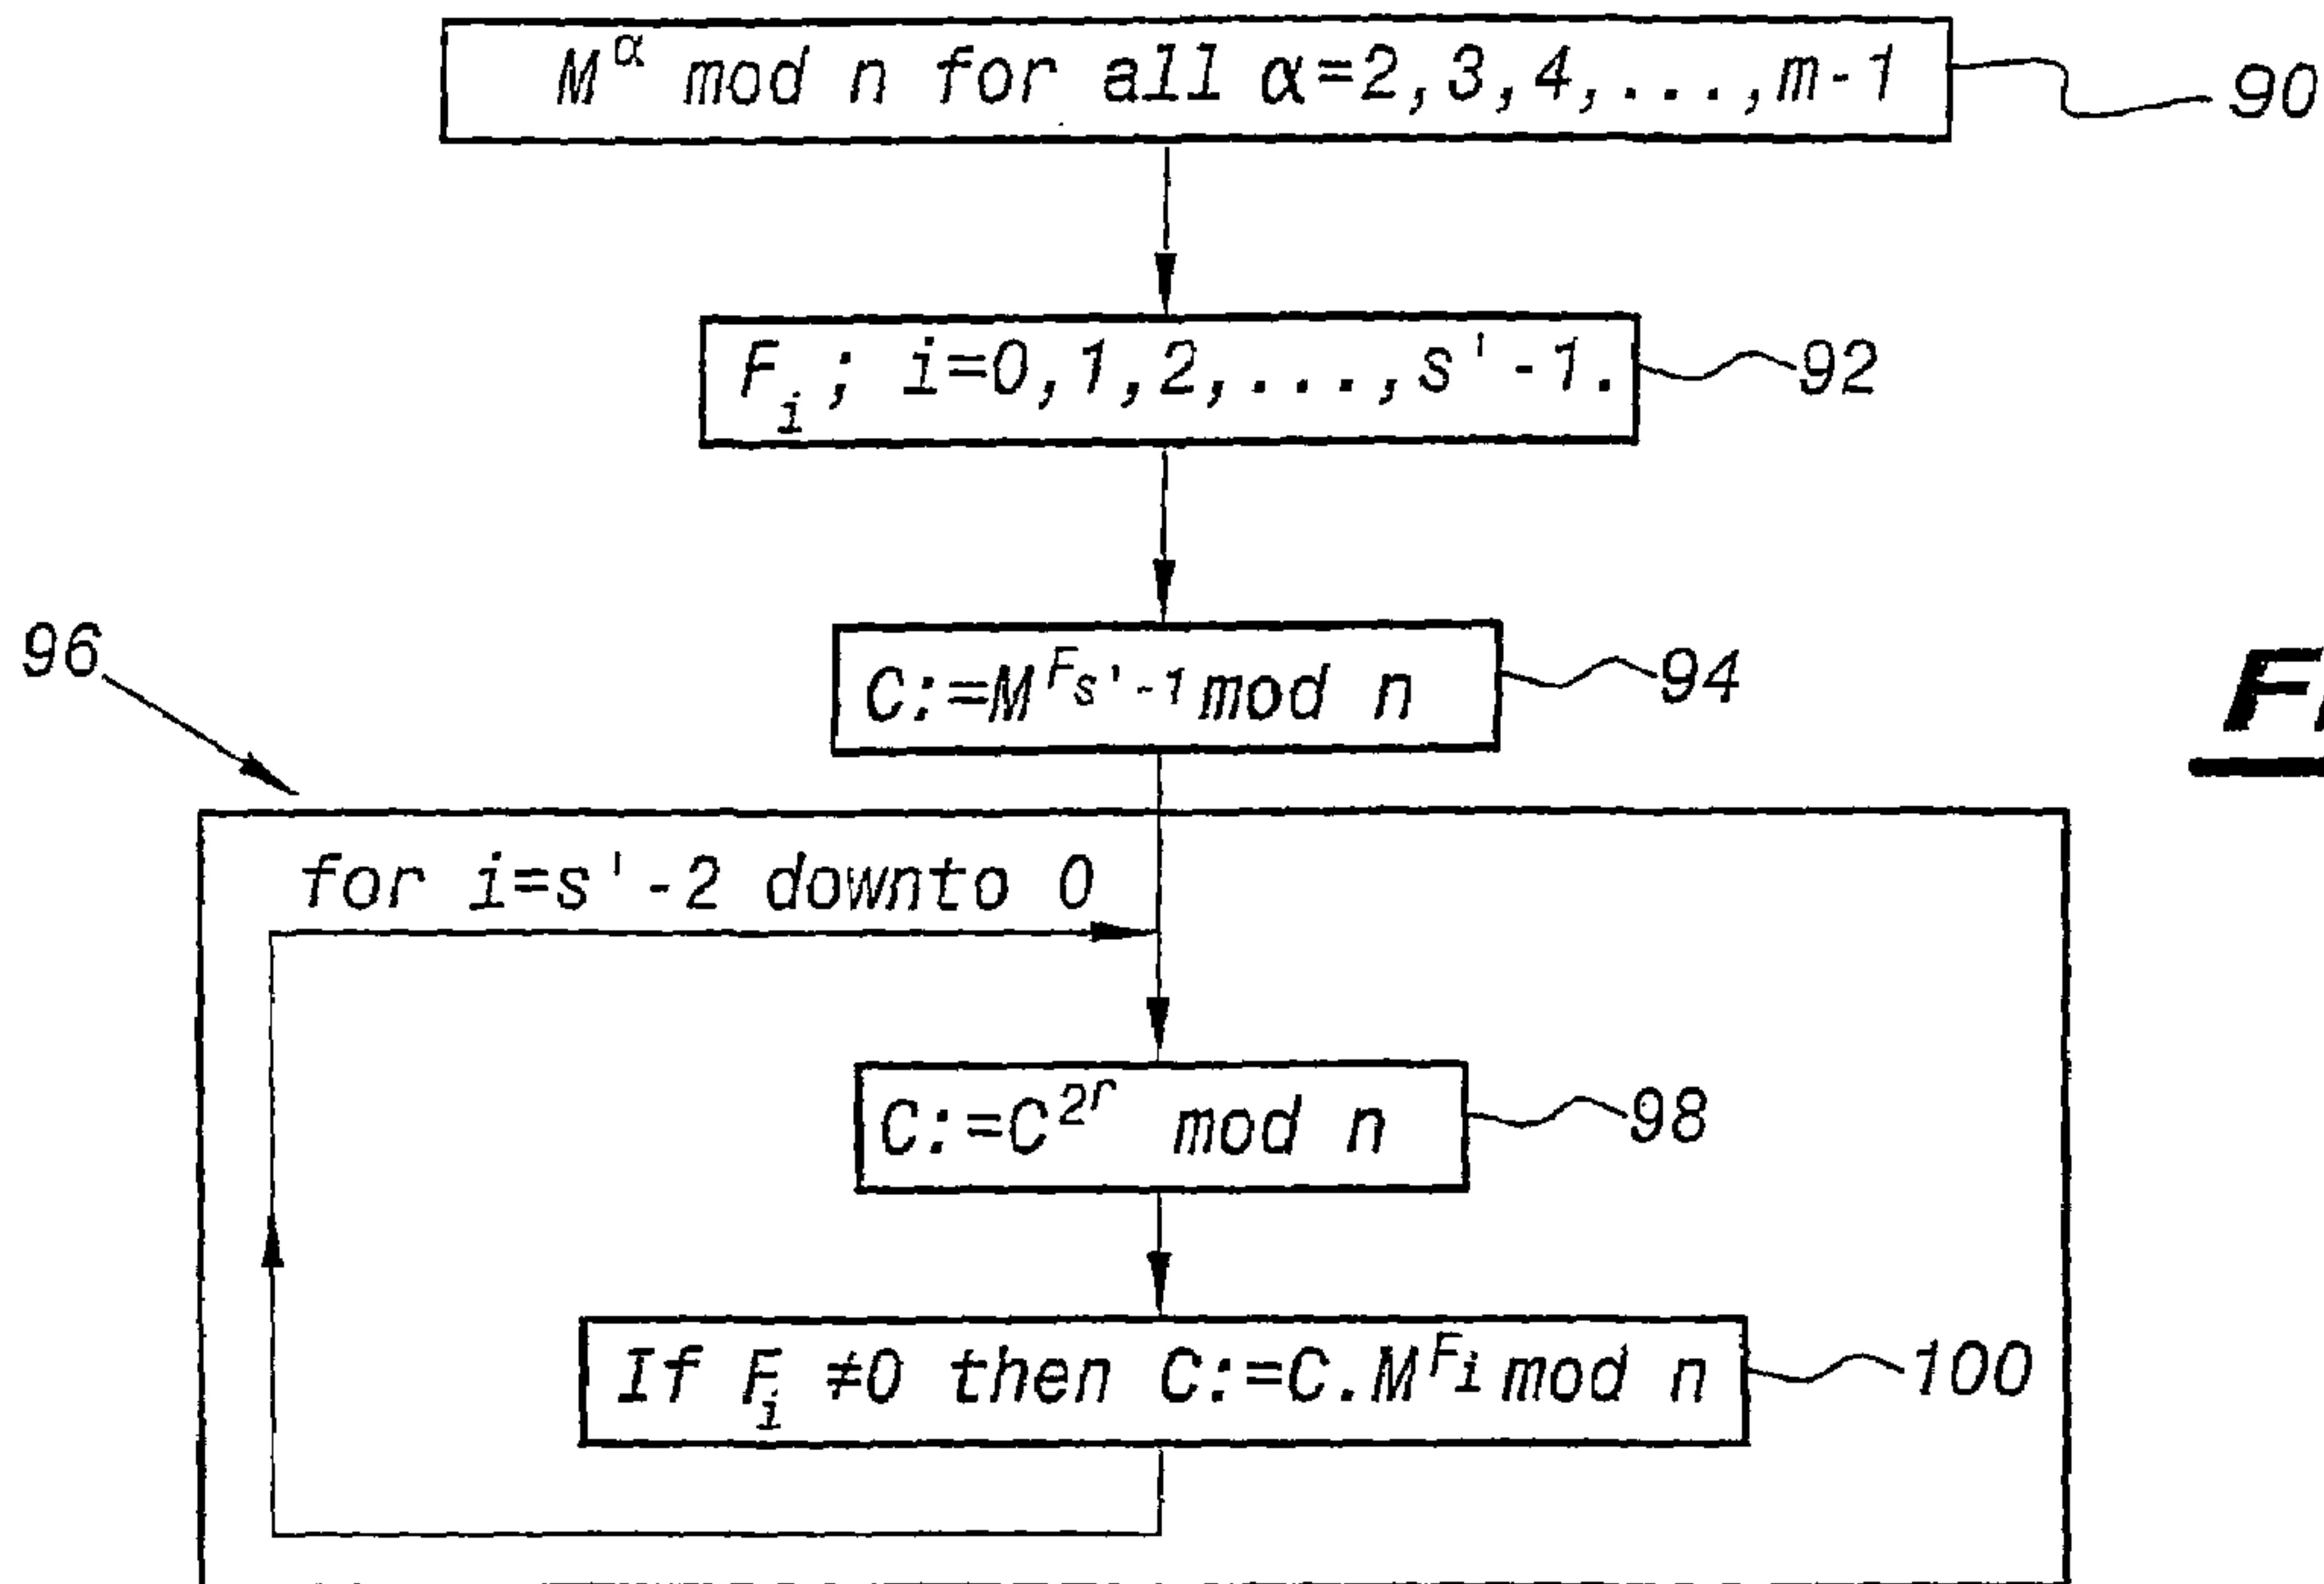 M^α mod n for all α=2,3,4,...,m-1
90
F_i; i=0,1,2,...,s'-1.
92
96
C:=M^F_s'-1 mod n
94
for i=s'-2 downto 0
C:=C^2^r mod n
98
If F_i ≠0 then C:=C.M^F_i mod n
100